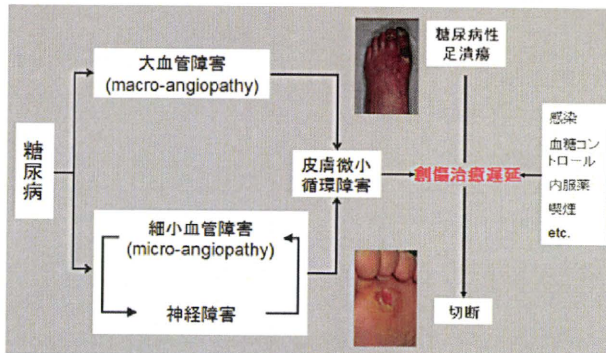 糖尿病
大血管障害
(macro-angiopathy)
細小血管障害
(micro-angiopathy)
神経障害
皮膚微小
循環障害
糖尿病性
足潰瘍
創傷治癒遅延
切断
感染
血糖コン
トロール
内服薬
喫煙
etc.